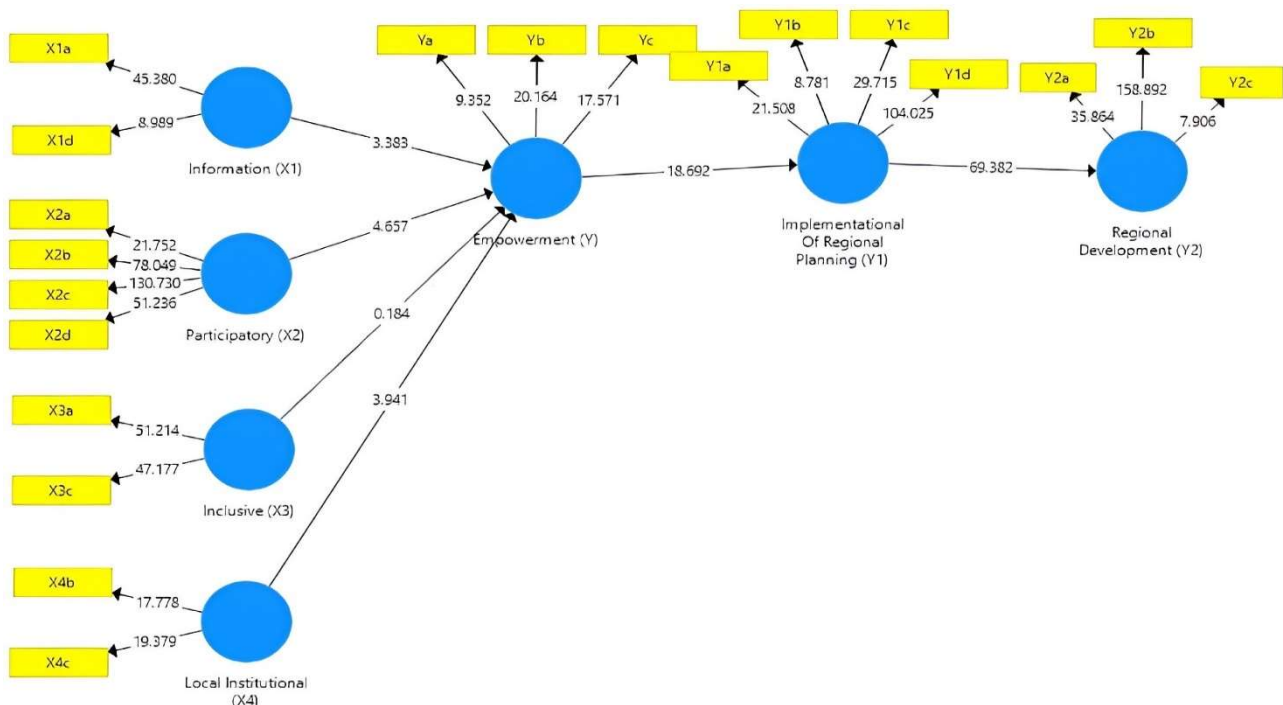 X1a
45.380
8.989
X1d
Information (X1)
3.383
X2a
21.752
X2b
78.049
X2c
130.730
51.236
X2d
Participatory (X2)
4.657
X3a
51.214
47.177
X3c
Inclusive (X3)
0.184
X4b
17.778
19.379
X4c
Local Institutional
(X4)
3.941
Ya
Yb
Yc
9.352
20.164
17.571
Empowerment (Y)
18.692
Y1a
Y1b
Y1c
Y1d
21.508
8.781
29.715
104.025
Implementational
Of Regional
Planning (Y1)
69.382
Y2a
Y2b
Y2c
35.864
158.892
7.906
Regional
Development (Y2)